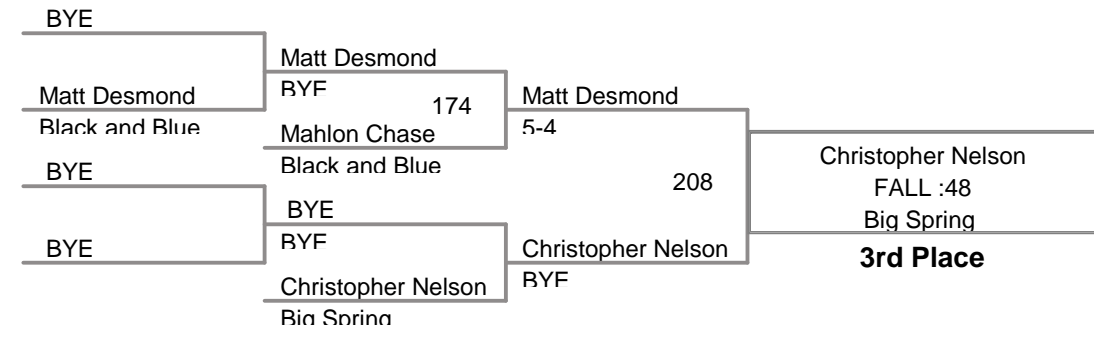 BYE
Matt Desmond
BYE
Matt Desmond
174
Matt Desmond
Black and Blue
Mahlon Chase
5-4
Black and Blue
BYE
208
Christopher Nelson
FALL :48
Big Spring
3rd Place
BYE
BYE
BYE
Christopher Nelson
BYE
Christopher Nelson
Big Spring